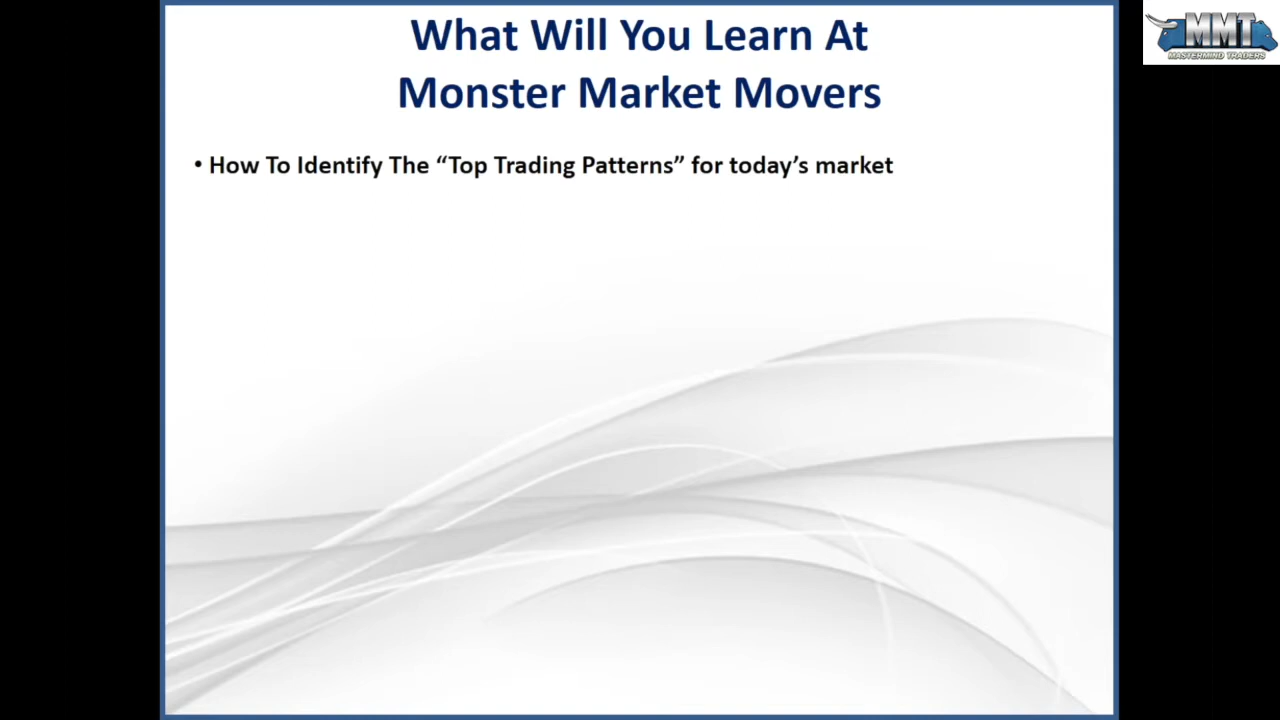 What Will You Learn At
Monster Market Movers
• How To Identify The “Top Trading Patterns” for today’s market
MMT
MASTERMIND TRADERS